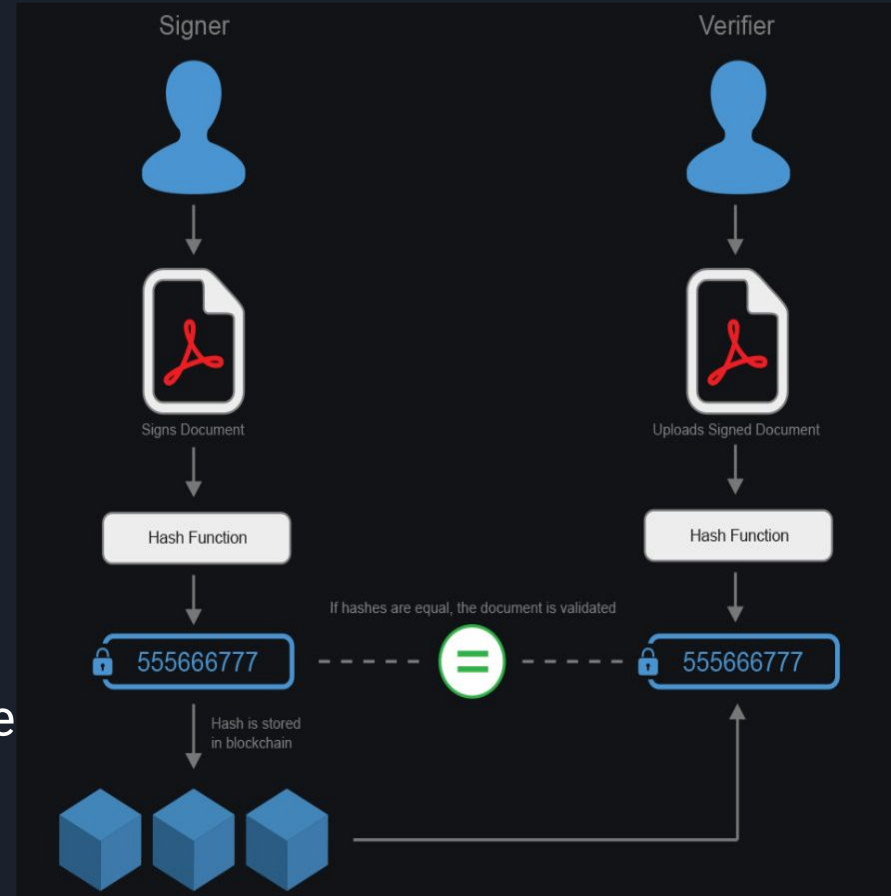 Signer
Verifier
Signs Document
Uploads Signed Document
Hash Function
Hash Function
If hashes are equal, the document is validated
555666777
=
555666777
Hash is stored
in blockchain
e